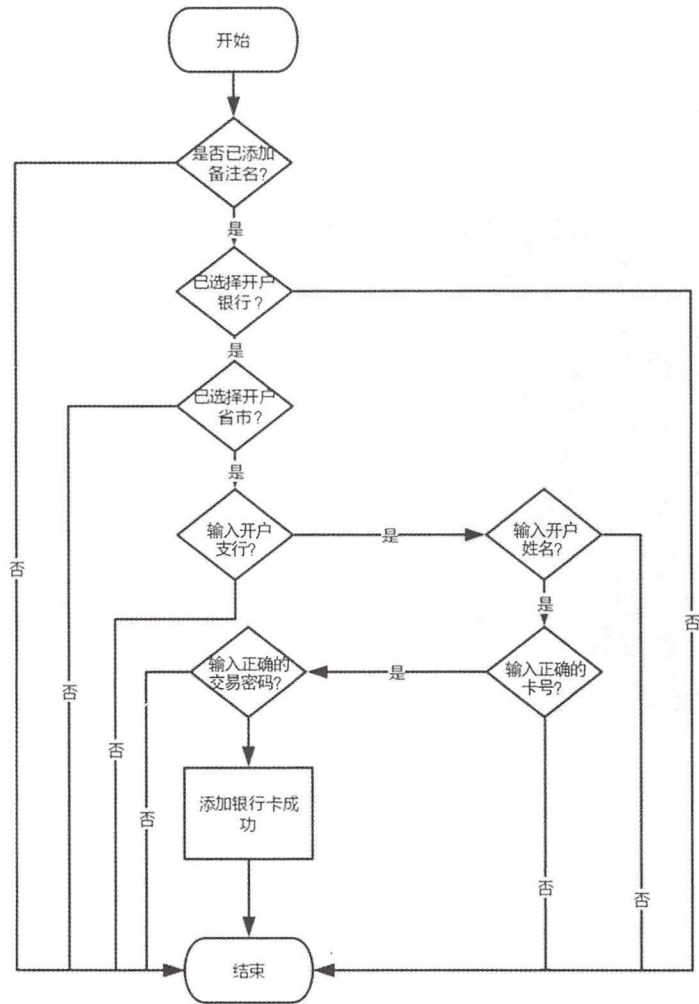 开始
是否已添加
备注名?
是
已选择开户
银行?
是
已选择开户
省市?
是
输入开户
支行?
是
输入开户
姓名?
否
是
否
输入正确的
交易密码?
是
输入正确的
卡号?
否
否
否
添加银行卡成
功
否
否
结束